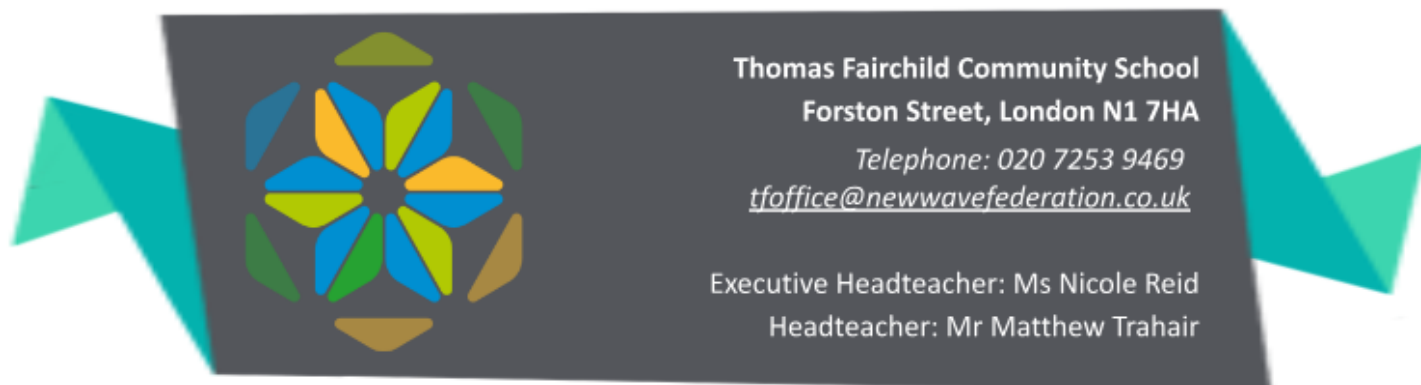 Thomas Fairchild Community School
Forston Street, London N1 7HA
Telephone: 020 7253 9469
tfoffice@newwavefederation.co.uk
Executive Headteacher: Ms Nicole Reid
Headteacher: Mr Matthew Trahair